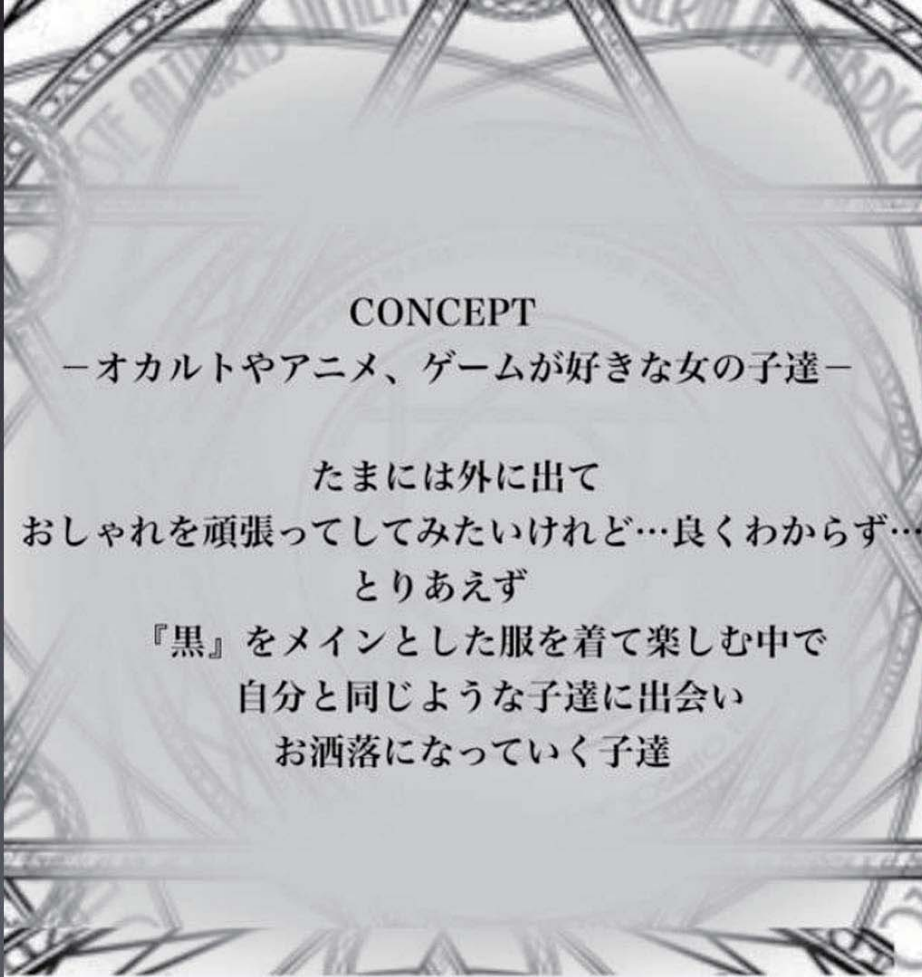 CONCEPT
－オカルトやアニメ、ゲームが好きな女の子達－
たまには外に出て
おしゃれを頑張ってしてみたいけれど…良くわからず…
とりあえず
『黒』をメインとした服を着て楽しむ中で
自分と同じような子達に出会い
お洒落になっていく子達